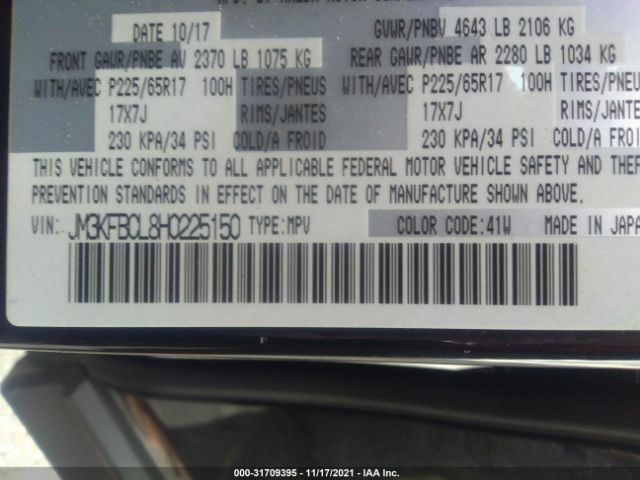 DATE 10/17 GVWR/PNBV 4643 LB 2106 KG
FRONT GAWR/PNBE AV 2370 LB 1075 KG REAR GAWR/PNBE AR 2280 LB 1034 KG
WITH/AVEC P225/65R17 100H TIRES/PNEUS WITH/AVEC P225/65R17 100H TIRES/PNEUS
17X7J RIMS/JANTES 17X7J RIMS/JANTES
230 KPA/34 PSI COLD/A FROID 230 KPA/34 PSI COLD/A FROID
THIS VEHICLE CONFORMS TO ALL APPLICABLE FEDERAL MOTOR VEHICLE SAFETY AND THEF
PREVENTION STANDARDS IN EFFECT ON THE DATE OF MANUFACTURE SHOWN ABOVE.
VIN: JM3KFBCL8H0225150 TYPE:MPV COLOR CODE:41W MADE IN JAPA
000-31709395 - 11/17/2021 - IAA Inc.